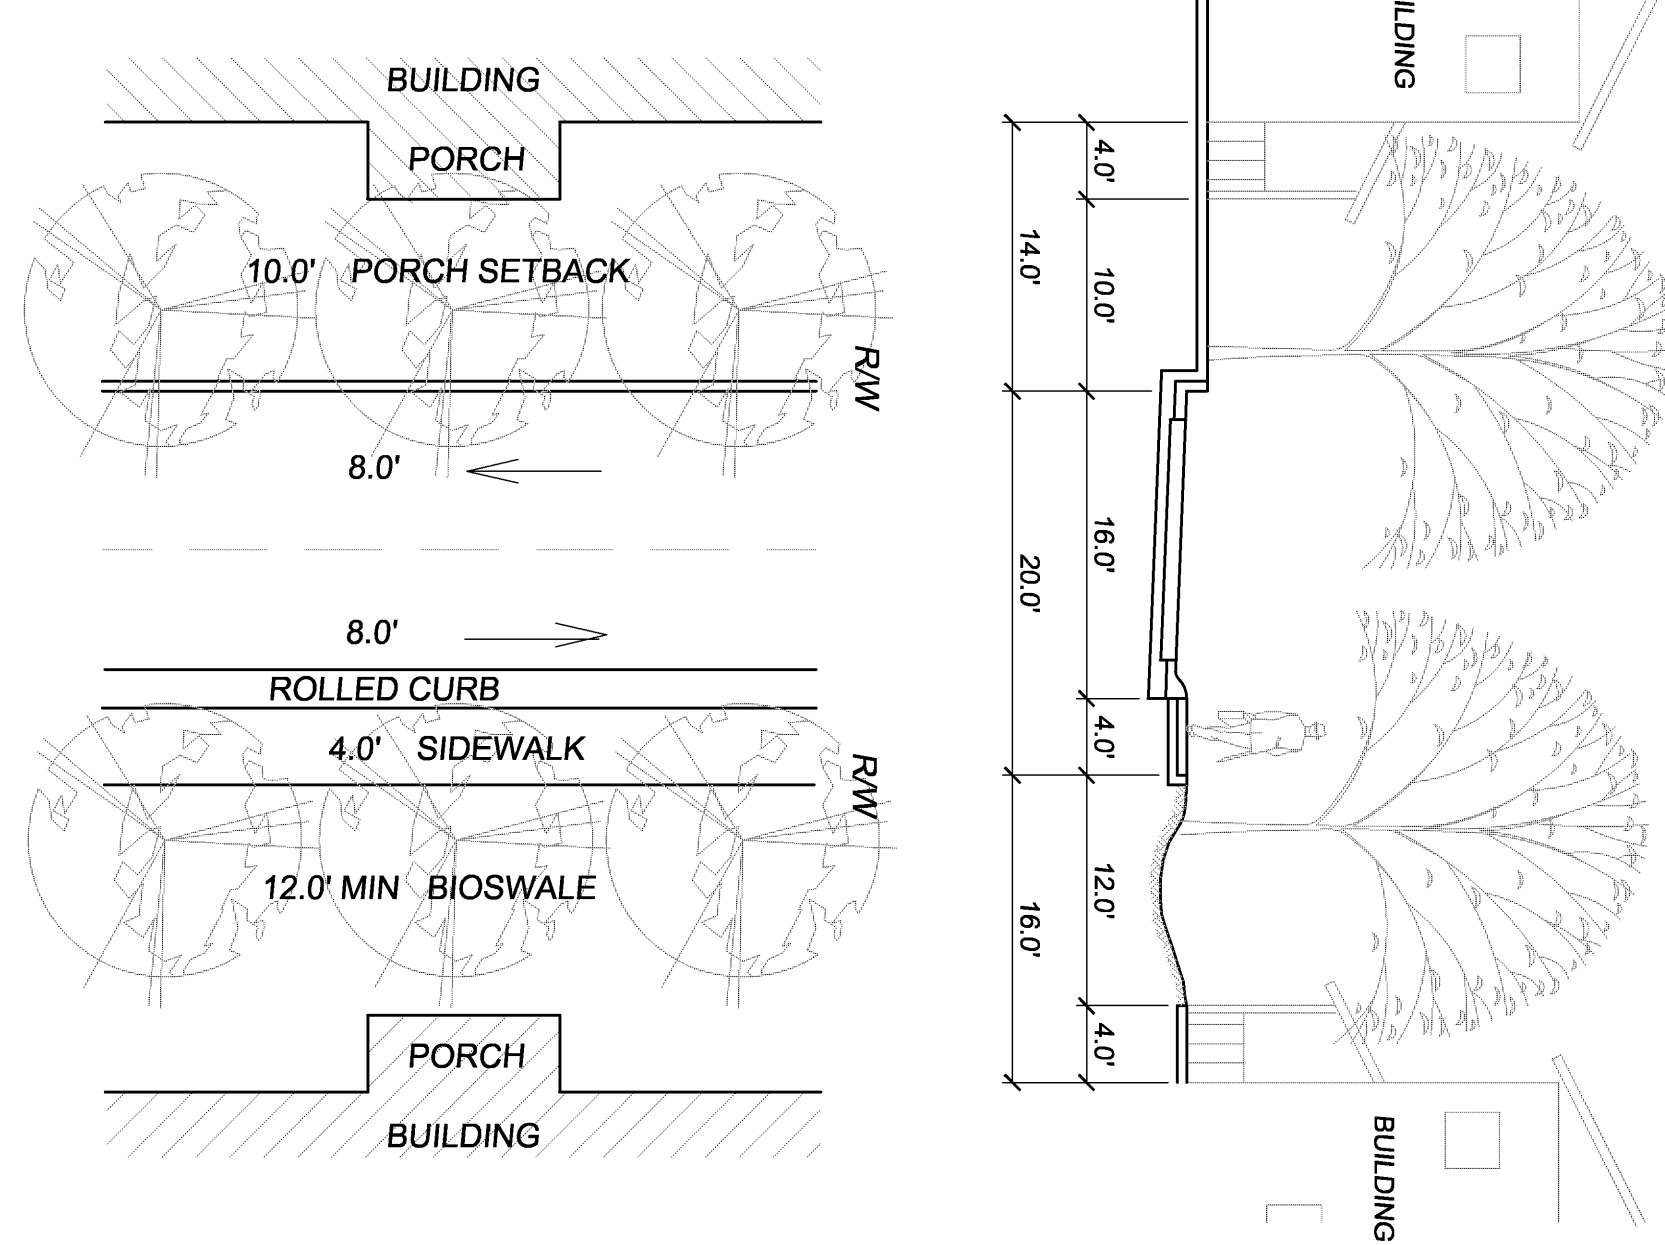 BUILDING
PORCH
10.0' PORCH SETBACK
R/W
8.0'
8.0'
ROLLED CURB
4.0' SIDEWALK
R/W
12.0' MIN BIOSWALE
PORCH
BUILDING
ILDING
4.0'
14.0'
10.0'
16.0'
20.0'
4.0'
12.0'
16.0'
4.0'
BUILDING